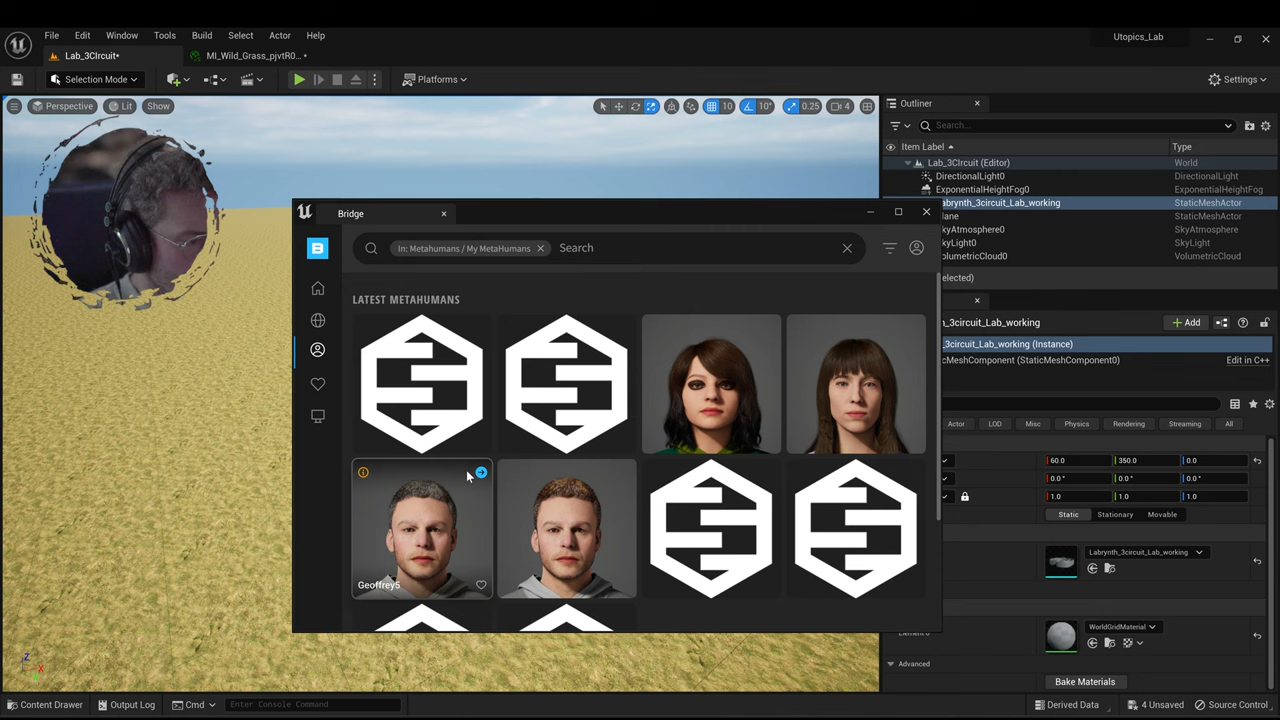 File Edit Window Tools Build Select Actor Help
Utopics_Lab
Lab_3CIrcuit•
MI_Wild_Grass_pjvtR0... •
Selection Mode
Platforms
Settings
Perspective
Lit
Show
10
10°
0.25
4
Outliner
Search...
Item Label
Type
Lab_3CIrcuit (Editor)
World
DirectionalLight0
DirectionalLight
ExponentialHeightFog0
ExponentialHeightFog
abrynth_3circuit_Lab_working
StaticMeshActor
lane
StaticMeshActor
kyAtmosphere0
SkyAtmosphere
kyLight0
SkyLight
olumetricCloud0
VolumetricCloud
elected)
Bridge
In: Metahumans / My MetaHumans
Search
LATEST METAHUMANS
Geoffrey5
h_3circuit_Lab_working
Add
_3circuit_Lab_working (Instance)
icMeshComponent (StaticMeshComponent0)
Edit in C++
Actor
LOD
Misc
Physics
Rendering
Streaming
All
60.0
350.0
0.0
0.0°
0.0°
0.0°
1.0
1.0
1.0
Static
Stationary
Movable
Labrynth_3circuit_Lab_working
WorldGridMaterial
Advanced
Bake Materials
Z
X
Content Drawer
Output Log
Cmd
Enter Console Command
Derived Data
4 Unsaved
Source Control